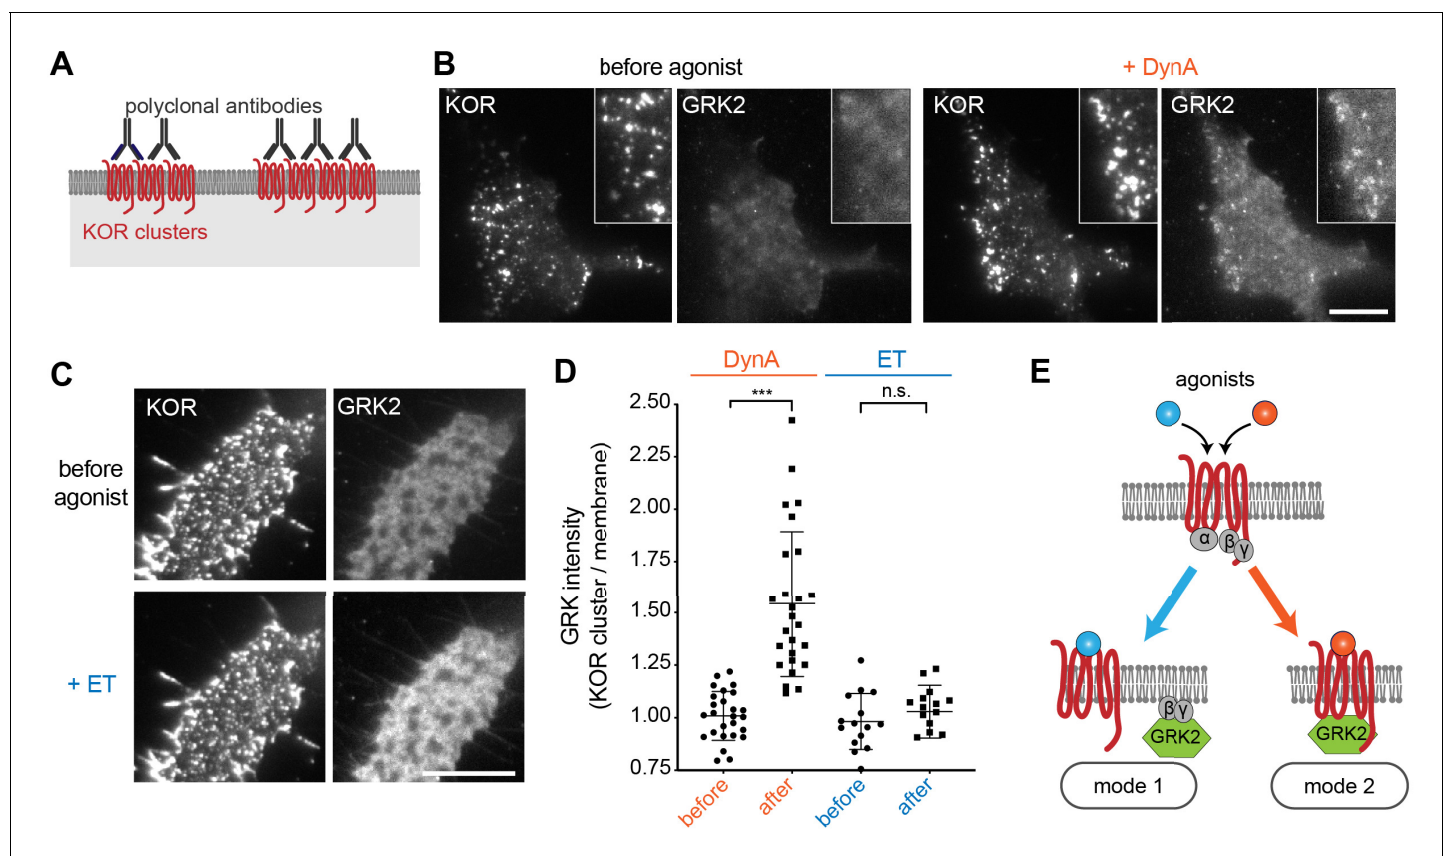 A
polyclonal antibodies
KOR clusters
B
before agonist
+ DynA
KOR
GRK2
KOR
GRK2
C
KOR
GRK2
before
agonist
+ ET
D
DynA
ET
***
n.s.
GRK intensity
(KOR cluster / membrane)
2.50
2.25
2.00
1.75
1.50
1.25
1.00
0.75
before
after
before
after
E
agonists
α
β
γ
β γ
GRK2
GRK2
mode 1
mode 2